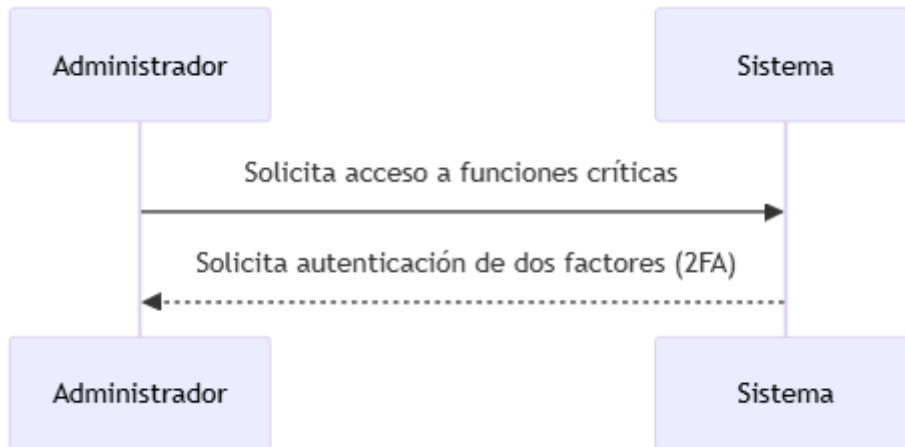 Administrador
Sistema
Solicita acceso a funciones críticas
Solicita autenticación de dos factores (2FA)
Administrador
Sistema